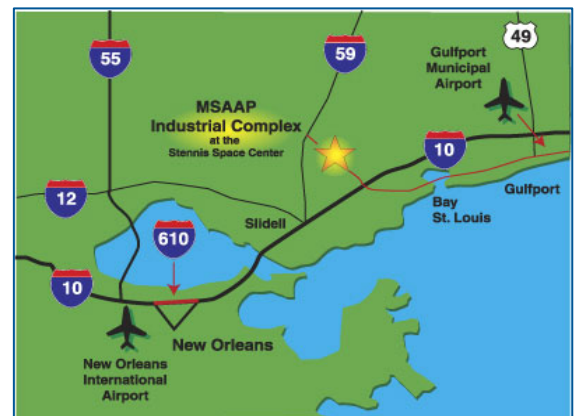 55
59
49
Gulfport
Municipal
Airport
MSAAP
Industrial Complex
at the
Stennis Space Center
10
12
Slidell
Bay
St. Louis
Gulfport
610
10
New Orleans
New Orleans
International
Airport